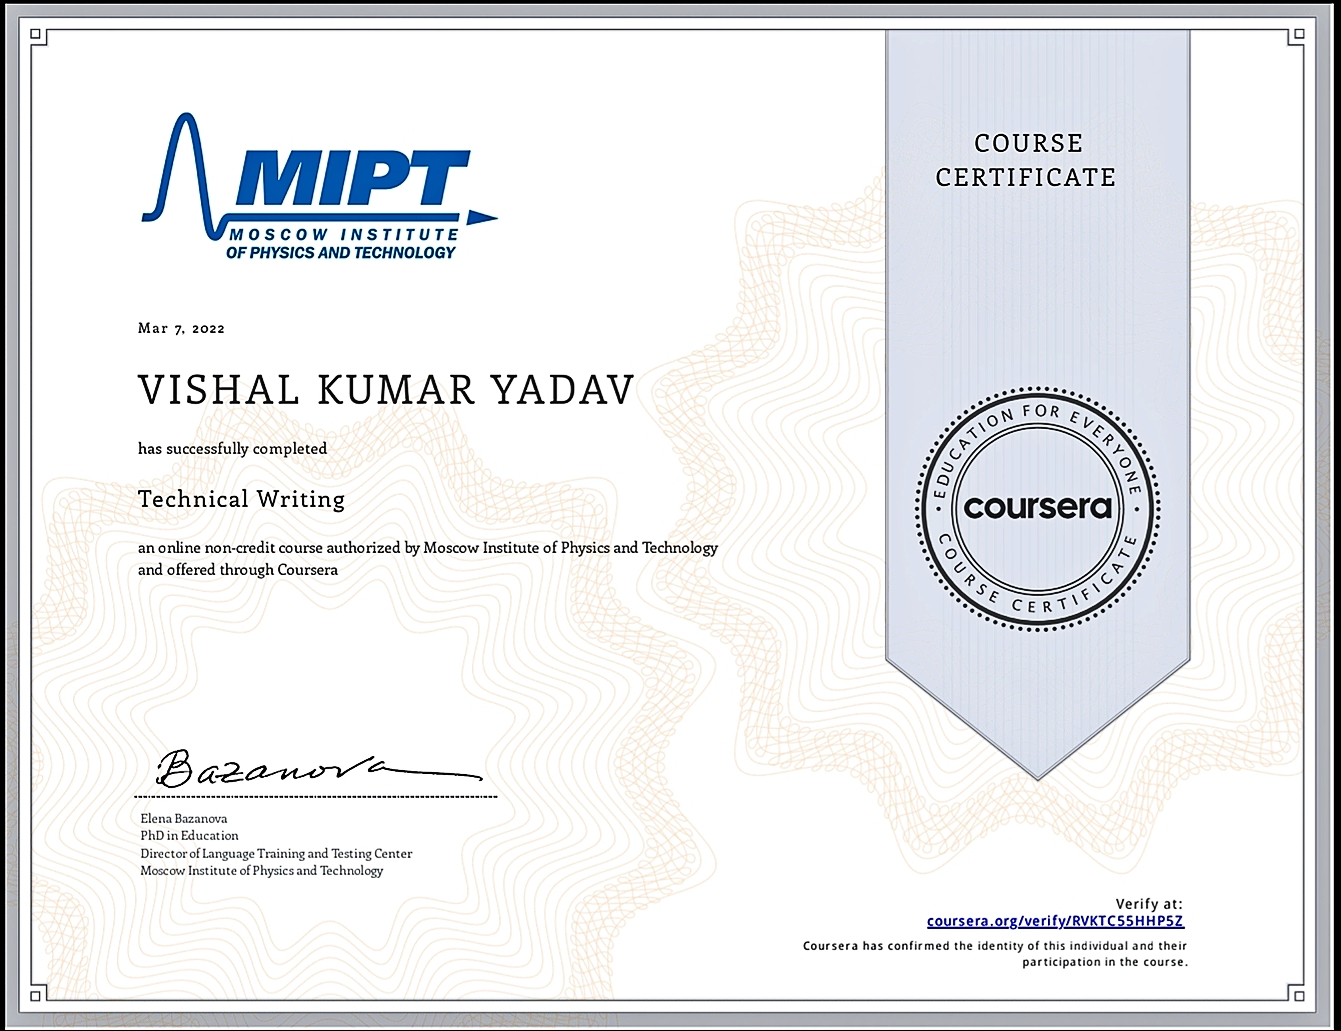 MIPT
MOSCOW INSTITUTE
OF PHYSICS AND TECHNOLOGY
COURSE
CERTIFICATE
Mar 7, 2022
VISHAL KUMAR YADAV
has successfully completed
Technical Writing
an online non-credit course authorized by Moscow Institute of Physics and Technology
and offered through Coursera
EDUCATION FOR EVERYONE
coursera
COURSE CERTIFICATE
Bazanova
Elena Bazanova
PhD in Education
Director of Language Training and Testing Center
Moscow Institute of Physics and Technology
Verify at:
coursera.org/verify/RVKTC55HHP5Z
Coursera has confirmed the identity of this individual and their
participation in the course.